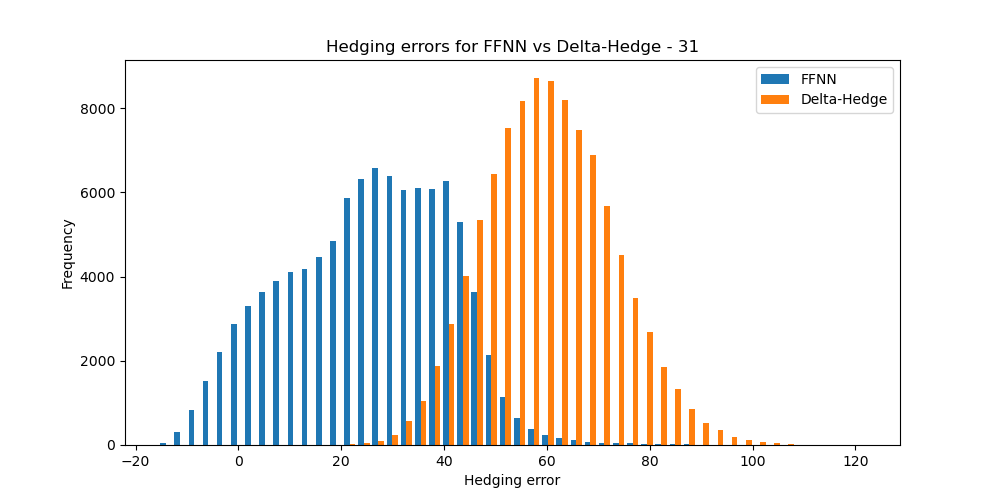 Hedging errors for FFNN vs Delta-Hedge - 31
FFNN
Delta-Hedge
8000
6000
4000
2000
0
Frequency
−20
0
20
40
60
80
100
120
Hedging error